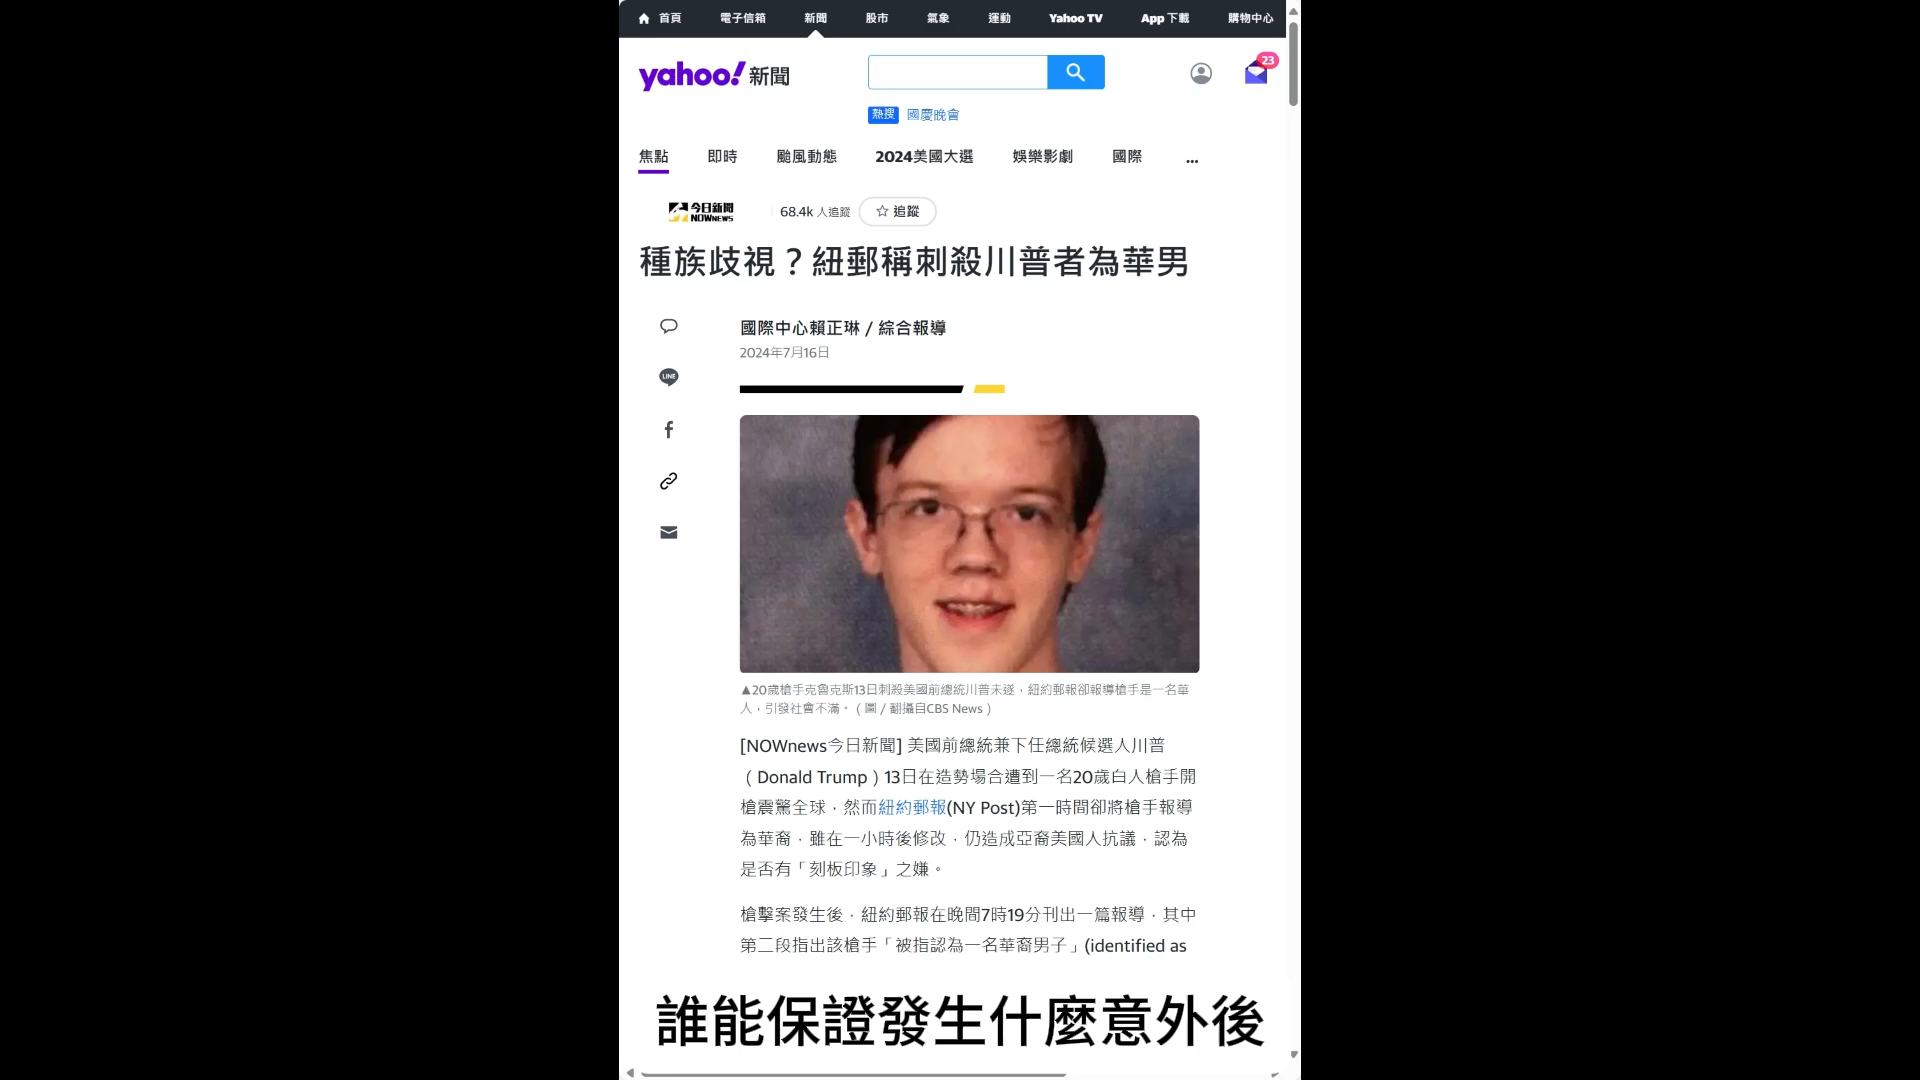 首頁 電子信箱 新聞 股市 氣象 運動 Yahoo TV App 下載 購物中心
yahoo!新聞
23
熱搜 國慶晚會
焦點 即時 颱風動態 2024美國大選 娛樂影劇 國際 ...
今日新聞 NOWNEWS 68.4k 人追蹤 追蹤
種族歧視？紐郵稱刺殺川普者為華男
國際中心賴正琳 / 綜合報導
2024年7月16日
LINE
▲20歲槍手克魯克斯13日刺殺美國前總統川普未遂，紐約郵報卻報導槍手是一名華
人，引發社會不滿。（圖 / 翻攝自CBS News）
[NOWnews今日新聞] 美國前總統兼下任總統候選人川普
（Donald Trump）13日在造勢場合遭到一名20歲白人槍手開
槍震驚全球，然而紐約郵報(NY Post)第一時間卻將槍手報導
為華裔，雖在一小時後修改，仍造成亞裔美國人抗議，認為
是否有「刻板印象」之嫌。
槍擊案發生後，紐約郵報在晚間7時19分刊出一篇報導，其中
第二段指出該槍手「被指認為一名華裔男子」(identified as
誰能保證發生什麼意外後